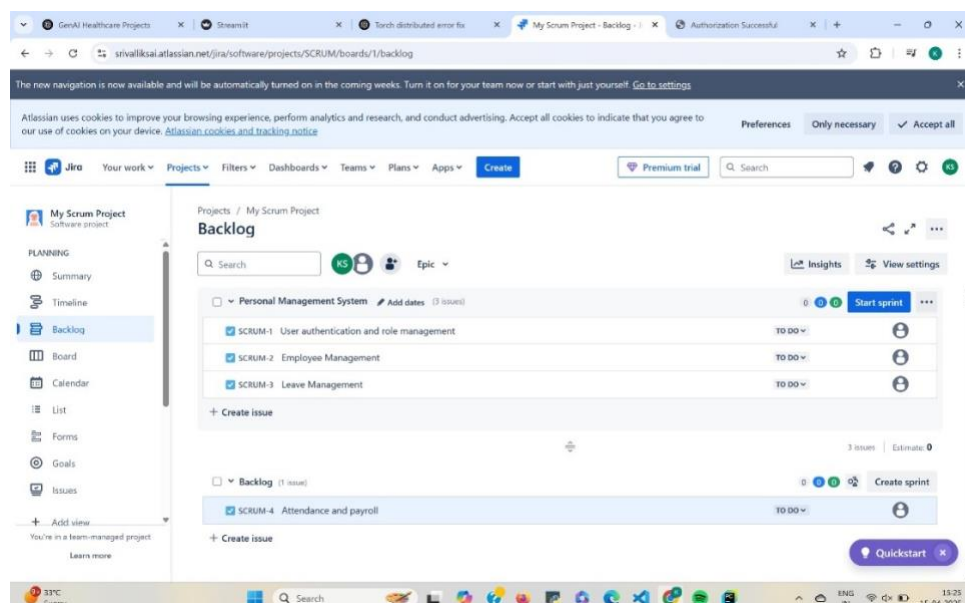 GenAI Healthcare Projects
Streamlit
Torch distributed error fix
My Scrum Project - Backlog -
Authorization Successful
srivalliksai.atlassian.net/jira/software/projects/SCRUM/boards/1/backlog
K
The new navigation is now available and will be automatically turned on in the coming weeks. Turn it on for your team now or start with just yourself. Go to settings
Atlassian uses cookies to improve your browsing experience, perform analytics and research, and conduct advertising. Accept all cookies to indicate that you agree to
our use of cookies on your device. Atlassian cookies and tracking notice
Preferences Only necessary Accept all
Jira Your work Projects Filters Dashboards Teams Plans Apps Create Premium trial Search KS
My Scrum Project
Software project
PLANNING
Summary
Timeline
Backlog
Board
Calendar
List
Forms
Goals
Issues
Add view
You're in a team-managed project
Learn more
Projects / My Scrum Project
Backlog
Search KS Epic Insights View settings
Personal Management System Add dates (3 issues) 0 0 0 Start sprint
SCRUM-1 User authentication and role management TO DO
SCRUM-2 Employee Management TO DO
SCRUM-3 Leave Management TO DO
+ Create issue
3 issues Estimate: 0
Backlog (1 issue) 0 0 0 Create sprint
SCRUM-4 Attendance and payroll TO DO
+ Create issue
Quickstart
33°C
Search
ENG
15:25